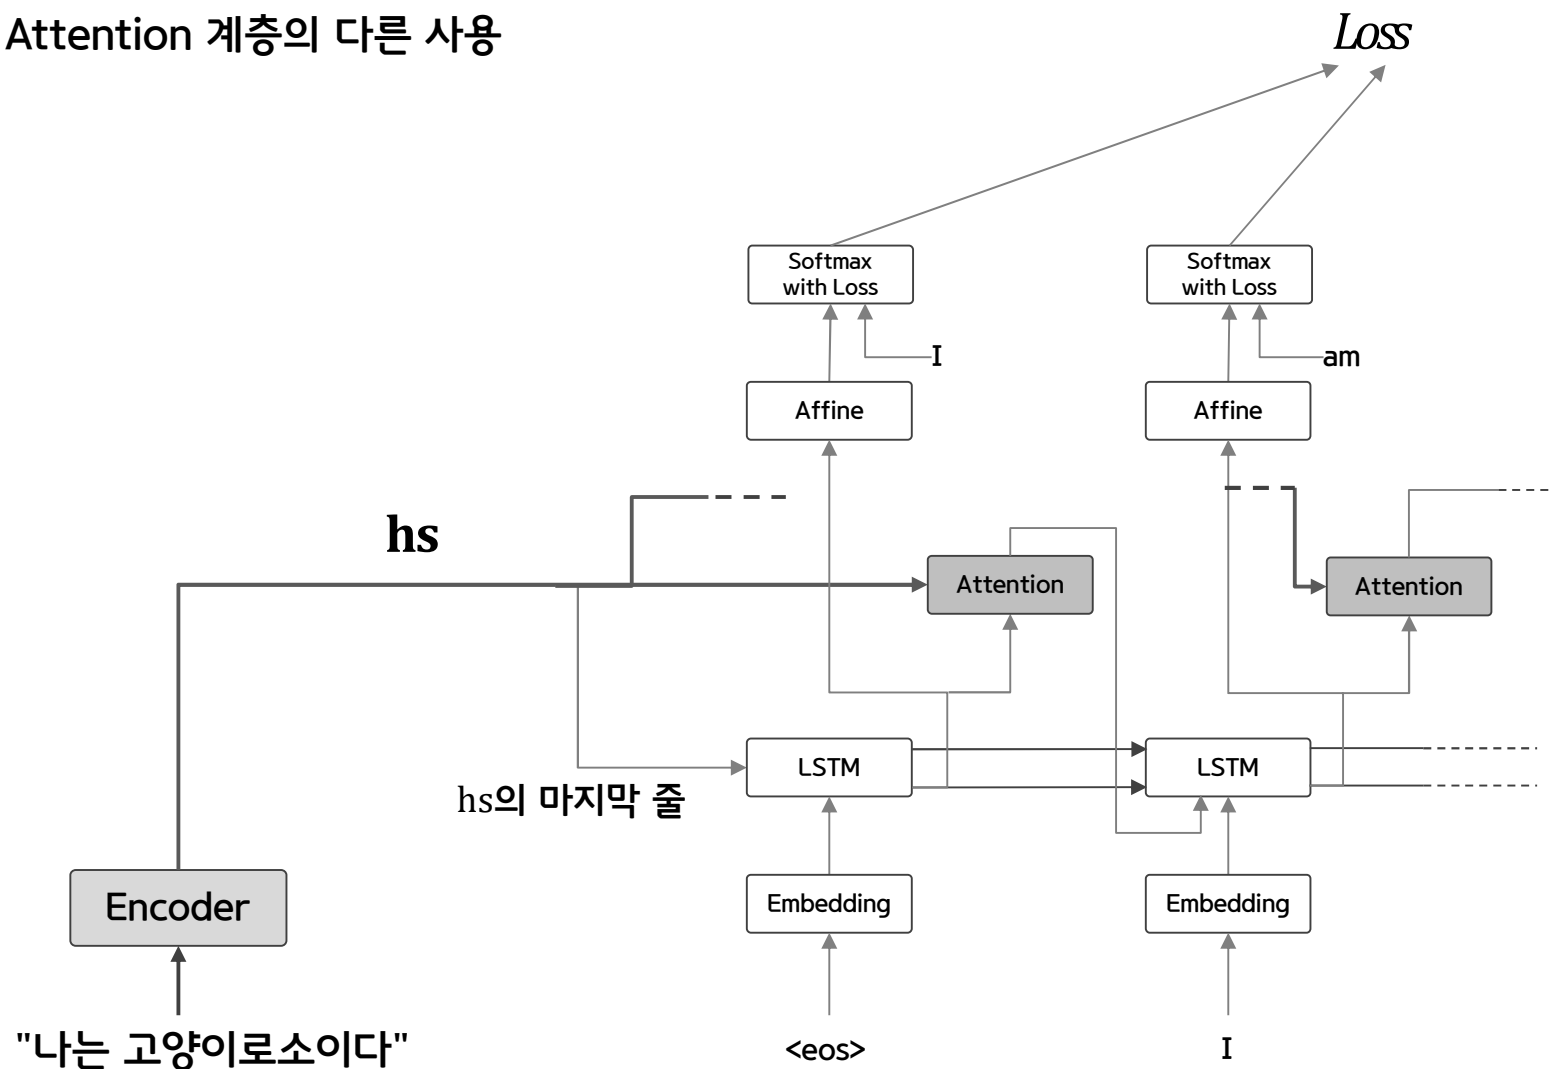 Attention 계층의 다른 사용
Loss
Softmax
with Loss
Softmax
with Loss
I
am
Affine
Affine
hs
Attention
Attention
LSTM
LSTM
hs의 마지막 줄
Encoder
Embedding
Embedding
"나는 고양이로소이다"
<eos>
I